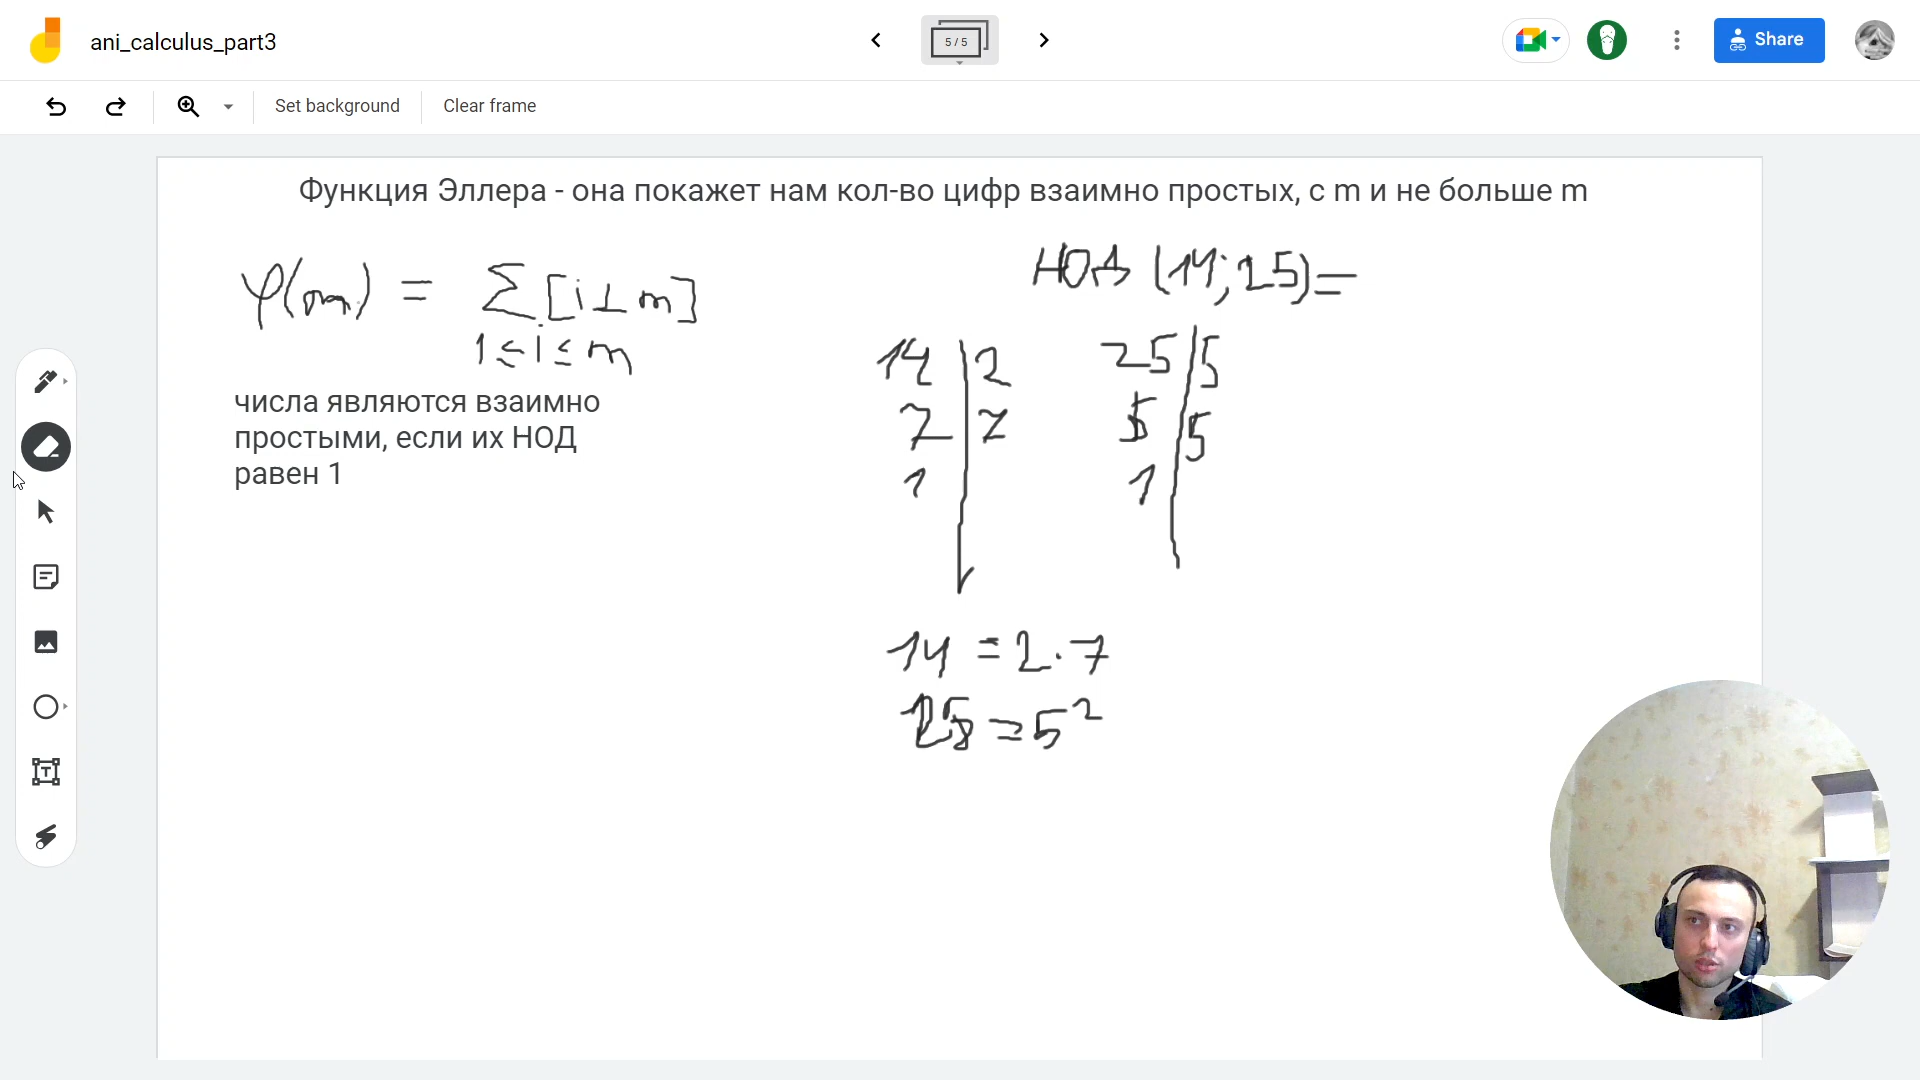 ani_calculus_part3
5 / 5
Share
Set background
Clear frame
Функция Эллера - она покажет нам кол-во цифр взаимно простых, с m и не больше m
φ(m) = Σ [i ⊥ m]
1 ≤ i ≤ m
числа являются взаимно
простыми, если их НОД
равен 1
НОД (14; 25) =
14 | 2
7 | 7
1
25 | 5
5 | 5
1
14 = 2 · 7
25 = 5²